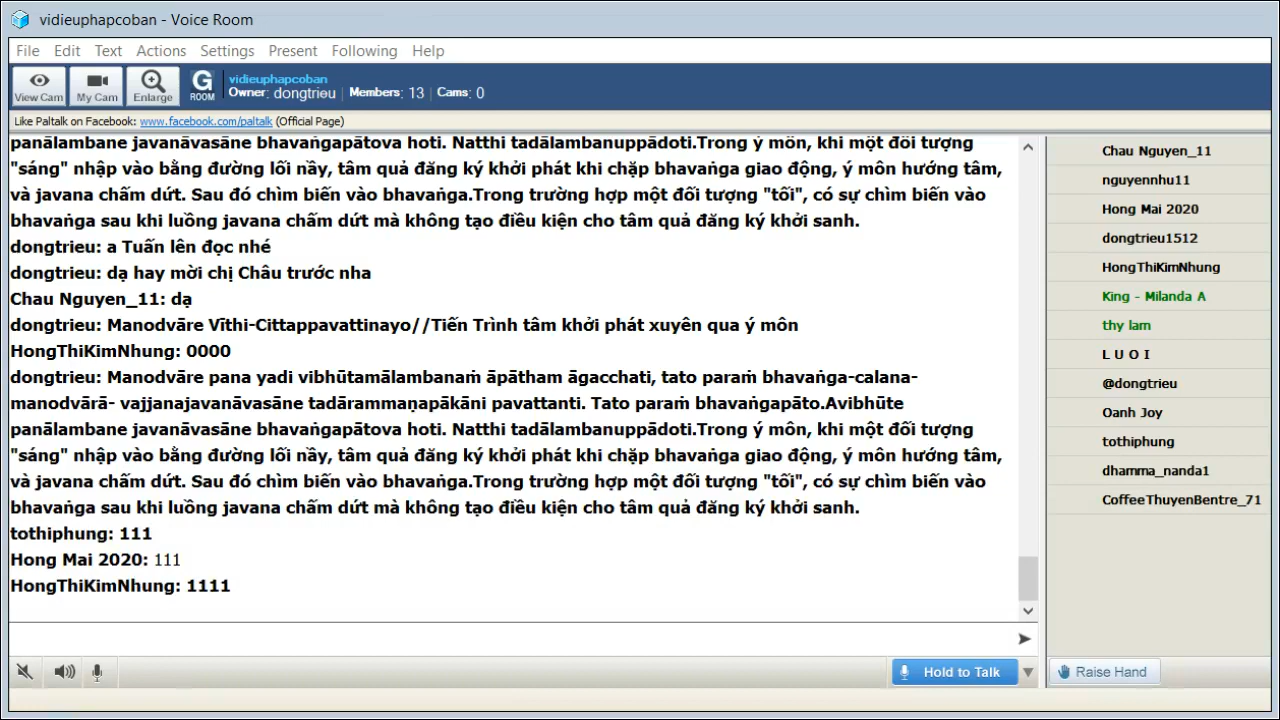 vidieuphapcoban - Voice Room
File Edit Text Actions Settings Present Following Help
View Cam My Cam Enlarge G ROOM
vidieuphapcoban
Owner: dongtrieu | Members: 13 | Cams: 0
Like Paltalk on Facebook: www.facebook.com/paltalk (Official Page)
panālambane javanāvasāne bhavaṅgapātova hoti. Natthi tadālambanuppādoti.Trong ý môn, khi một đối tượng
"sáng" nhập vào bằng đường lối nầy, tâm quả đăng ký khởi phát khi chặp bhavaṅga giao động, ý môn hướng tâm,
và javana chấm dứt. Sau đó chìm biến vào bhavaṅga.Trong trường hợp một đối tượng "tối", có sự chìm biến vào
bhavaṅga sau khi luồng javana chấm dứt mà không tạo điều kiện cho tâm quả đăng ký khởi sanh.
dongtrieu: a Tuấn lên đọc nhé
dongtrieu: dạ hay mời chị Châu trước nha
Chau Nguyen_11: dạ
dongtrieu: Manodvāre Vīthi-Cittappavattinayo//Tiến Trình tâm khởi phát xuyên qua ý môn
HongThiKimNhung: 0000
dongtrieu: Manodvāre pana yadi vibhūtamālambanaṁ āpātham āgacchati, tato paraṁ bhavaṅga-calana-
manodvārā- vajjanajavanāvasāne tadārammaṇapākāni pavattanti. Tato paraṁ bhavaṅgapāto.Avibhūte
panālambane javanāvasāne bhavaṅgapātova hoti. Natthi tadālambanuppādoti.Trong ý môn, khi một đối tượng
"sáng" nhập vào bằng đường lối nầy, tâm quả đăng ký khởi phát khi chặp bhavaṅga giao động, ý môn hướng tâm,
và javana chấm dứt. Sau đó chìm biến vào bhavaṅga.Trong trường hợp một đối tượng "tối", có sự chìm biến vào
bhavaṅga sau khi luồng javana chấm dứt mà không tạo điều kiện cho tâm quả đăng ký khởi sanh.
tothiphung: 111
Hong Mai 2020: 111
HongThiKimNhung: 1111
Chau Nguyen_11
nguyennhu11
Hong Mai 2020
dongtrieu1512
HongThiKimNhung
King - Milanda A
thy lam
L U O I
@dongtrieu
Oanh Joy
tothiphung
dhamma_nanda1
CoffeeThuyenBentre_71
Hold to Talk
Raise Hand